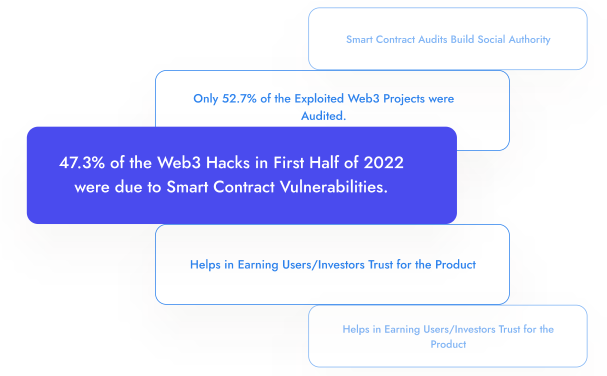 Smart Contract Audits Build Social Authority
Only 52.7% of the Exploited Web3 Projects were
Audited.
47.3% of the Web3 Hacks in First Half of 2022
were due to Smart Contract Vulnerabilities.
Helps in Earning Users/Investors Trust for the Product
Helps in Earning Users/Investors Trust for the
Product